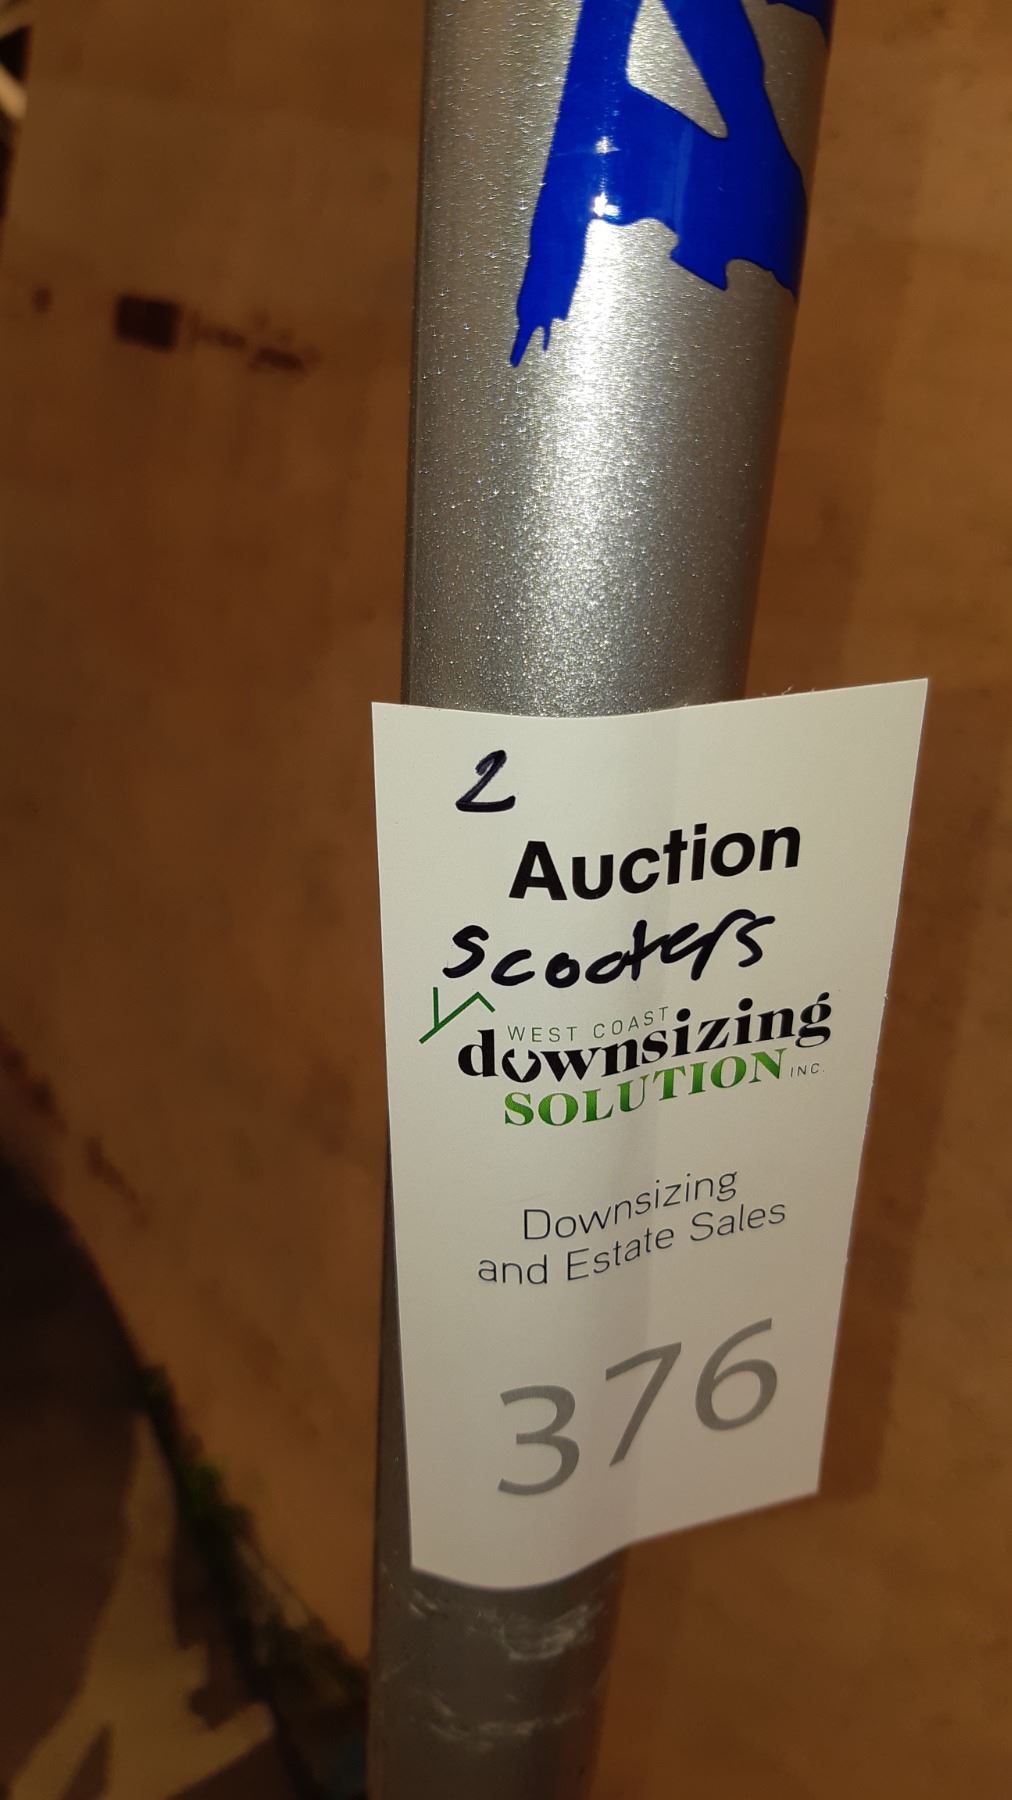 2
Auction
scooters
WEST COAST
downsizing
SOLUTION INC.
Downsizing
and Estate Sales
376